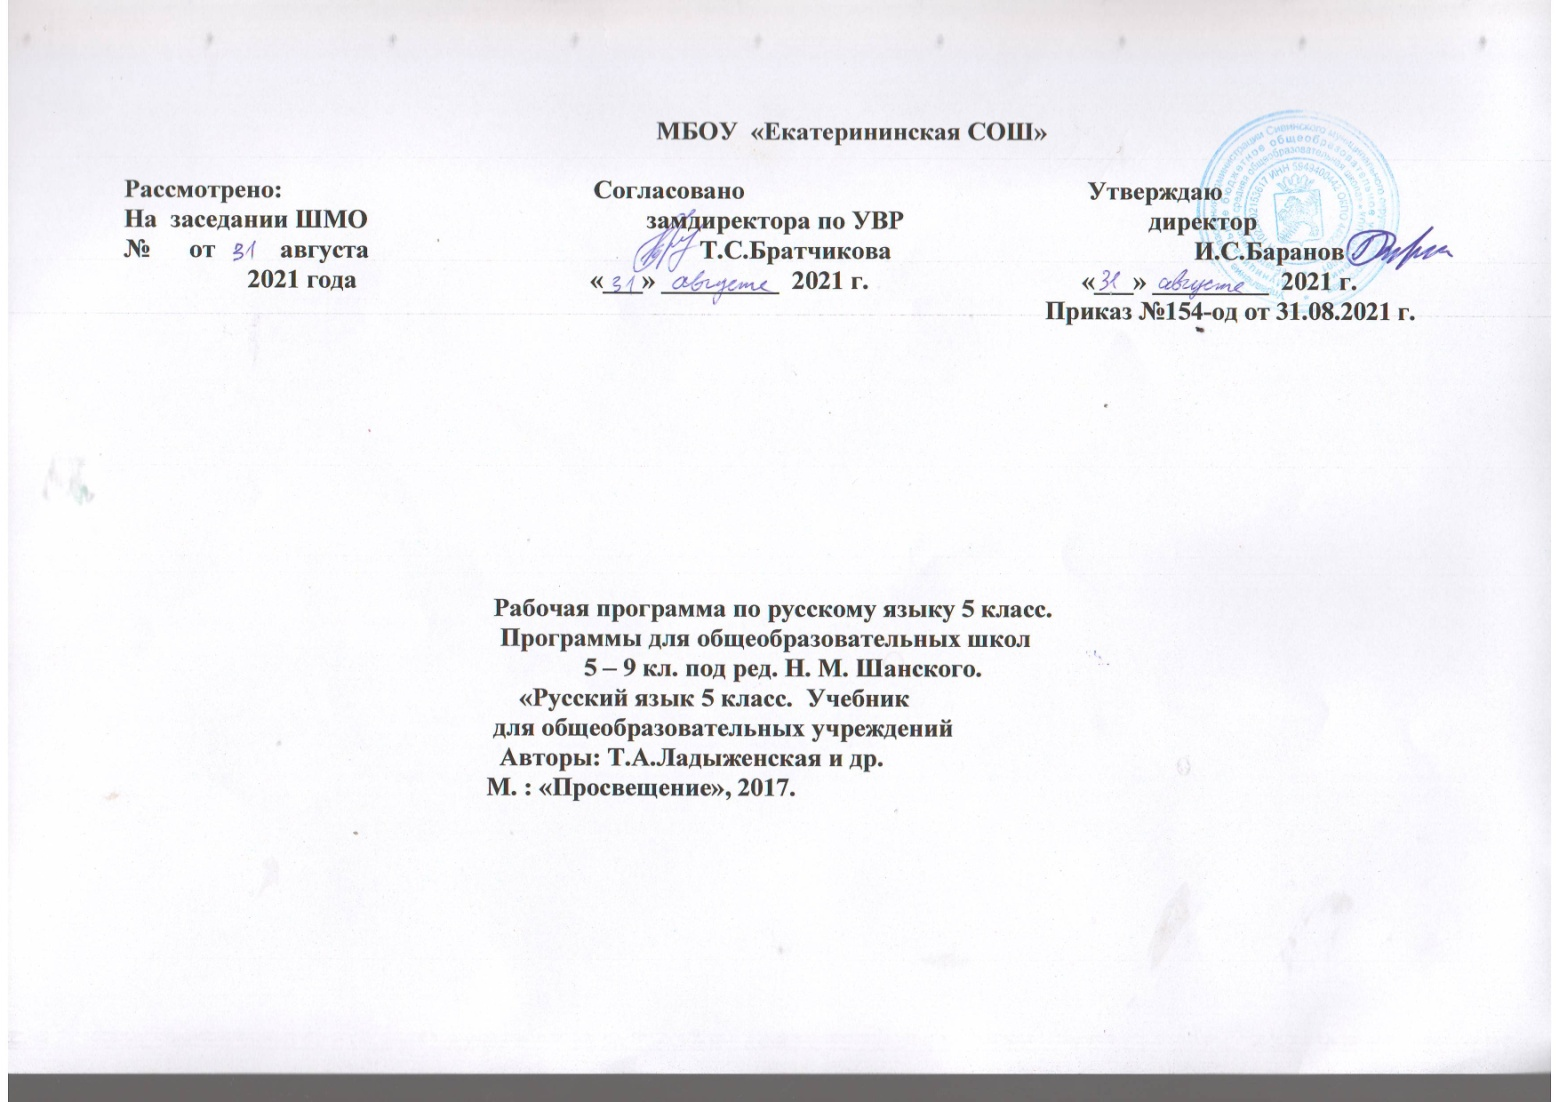 МБОУ «Екатерининская СОШ»
Рассмотрено:
На заседании ШМО
№ от 31 августа
2021 года
Согласовано
замдиректора по УВР
Т.С.Братчикова
«31» августа 2021 г.
Утверждаю
директор
И.С.Баранов
«31» августа 2021 г.
Приказ №154-од от 31.08.2021 г.
Рабочая программа по русскому языку 5 класс.
Программы для общеобразовательных школ
5 – 9 кл. под ред. Н. М. Шанского.
«Русский язык 5 класс. Учебник
для общеобразовательных учреждений
Авторы: Т.А.Ладыженская и др.
М. : «Просвещение», 2017.